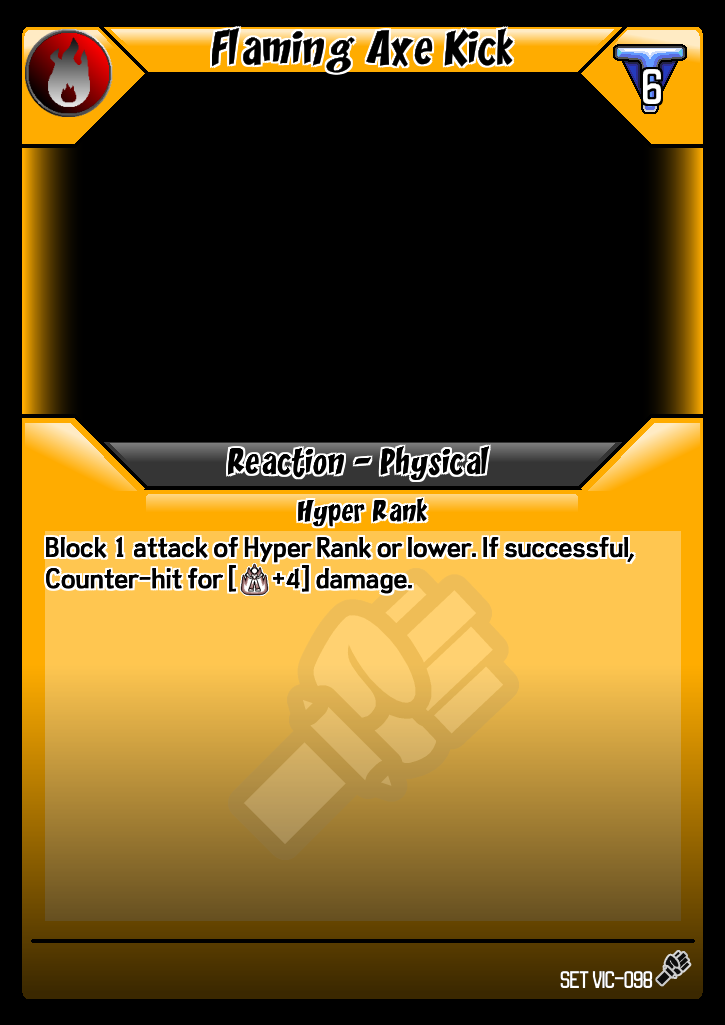 Flaming Axe Kick
6
Reaction - Physical
Hyper Rank
Block 1 attack of Hyper Rank or lower. If successful,
Counter-hit for [ +4] damage.
SET VIC-098